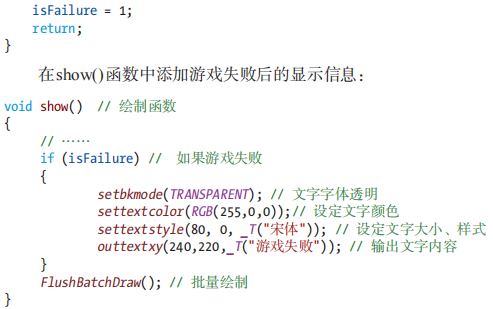 isFailure = 1;
    return;
}
在show()函数中添加游戏失败后的显示信息：
void show()  // 绘制函数
{
    // ……
    if (isFailure) //  如果游戏失败
    {
        setbkmode(TRANSPARENT); // 文字字体透明
        settextcolor(RGB(255,0,0));// 设定文字颜色
        settextstyle(80, 0, _T("宋体")); // 设定文字大小、样式
        outtextxy(240,220,_T("游戏失败")); // 输出文字内容
    }
    FlushBatchDraw(); // 批量绘制
}